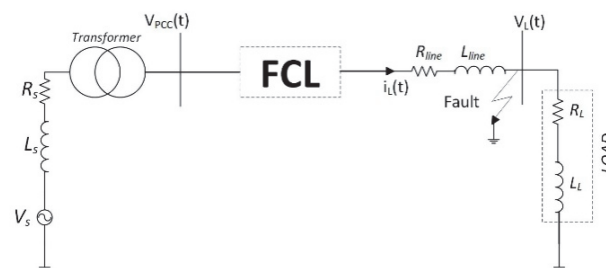 V_PCC(t)
V_L(t)
Transformer
R_line
L_line
FCL
i_L(t)
Fault
R_s
L_s
V_s
R_L
L_L
LOAD